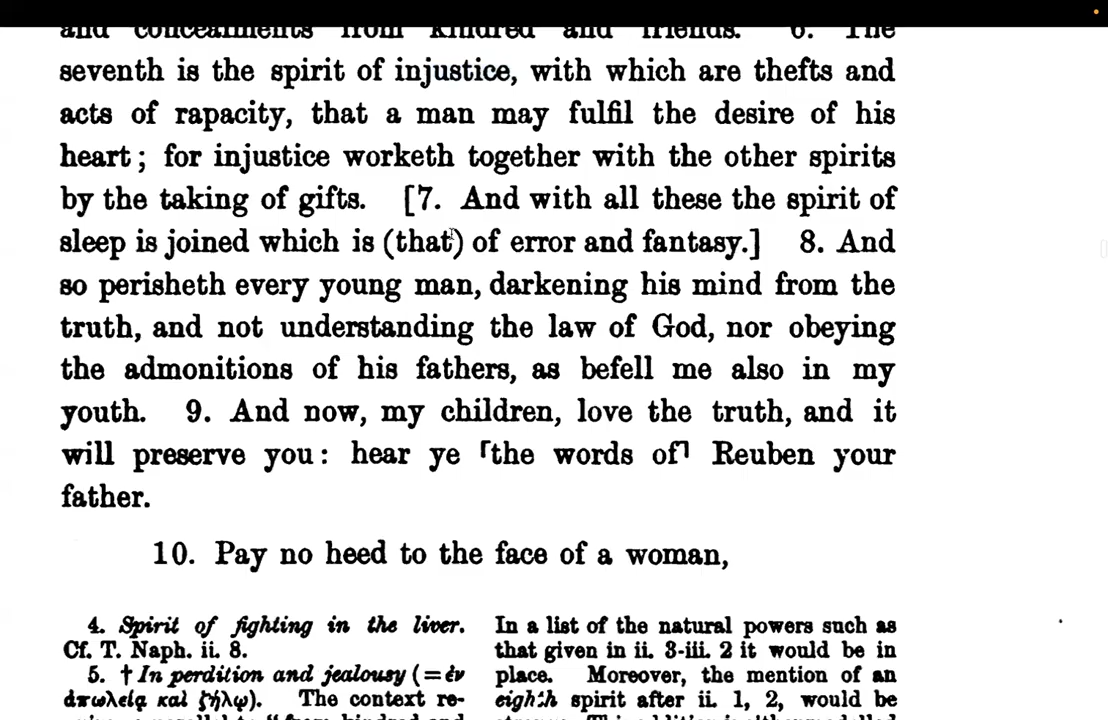 and concealments from kindred and friends. 6. The
seventh is the spirit of injustice, with which are thefts and
acts of rapacity, that a man may fulfil the desire of his
heart; for injustice worketh together with the other spirits
by the taking of gifts. [7. And with all these the spirit of
sleep is joined which is (that) of error and fantasy.] 8. And
so perisheth every young man, darkening his mind from the
truth, and not understanding the law of God, nor obeying
the admonitions of his fathers, as befell me also in my
youth. 9. And now, my children, love the truth, and it
will preserve you: hear ye ⌜the words of⌝ Reuben your
father.
10. Pay no heed to the face of a woman,
4. Spirit of fighting in the liver.
Cf. T. Naph. ii. 8.
5. † In perdition and jealousy (= ἐν
ἀπωλείᾳ καὶ ζήλῳ). The context re-
In a list of the natural powers such as
that given in ii. 3-iii. 2 it would be in
place. Moreover, the mention of an
eighth spirit after ii. 1, 2, would be